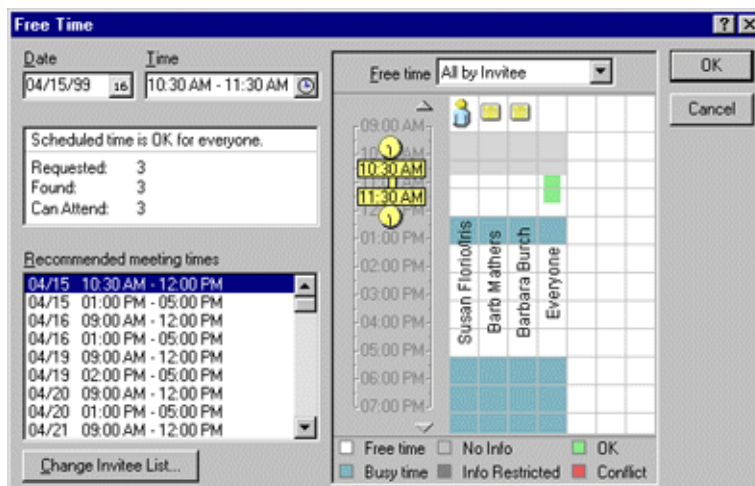 Free Time
Date Time
04/15/99 16 10:30 AM - 11:30 AM
Scheduled time is OK for everyone.
Requested: 3
Found: 3
Can Attend: 3
Recommended meeting times
04/15 10:30 AM - 12:00 PM
04/15 01:00 PM - 05:00 PM
04/16 09:00 AM - 12:00 PM
04/16 01:00 PM - 05:00 PM
04/19 09:00 AM - 12:00 PM
04/19 02:00 PM - 05:00 PM
04/20 09:00 AM - 12:00 PM
04/20 01:00 PM - 05:00 PM
04/21 09:00 AM - 12:00 PM
Change Invitee List...
Free time All by Invitee
09:00 AM
10:30 AM
11:30 AM
01:00 PM
02:00 PM
03:00 PM
04:00 PM
05:00 PM
06:00 PM
07:00 PM
Susan Florio/Iris
Barb Mathers
Barbara Burch
Everyone
Free time No Info OK
Busy time Info Restricted Conflict
OK
Cancel